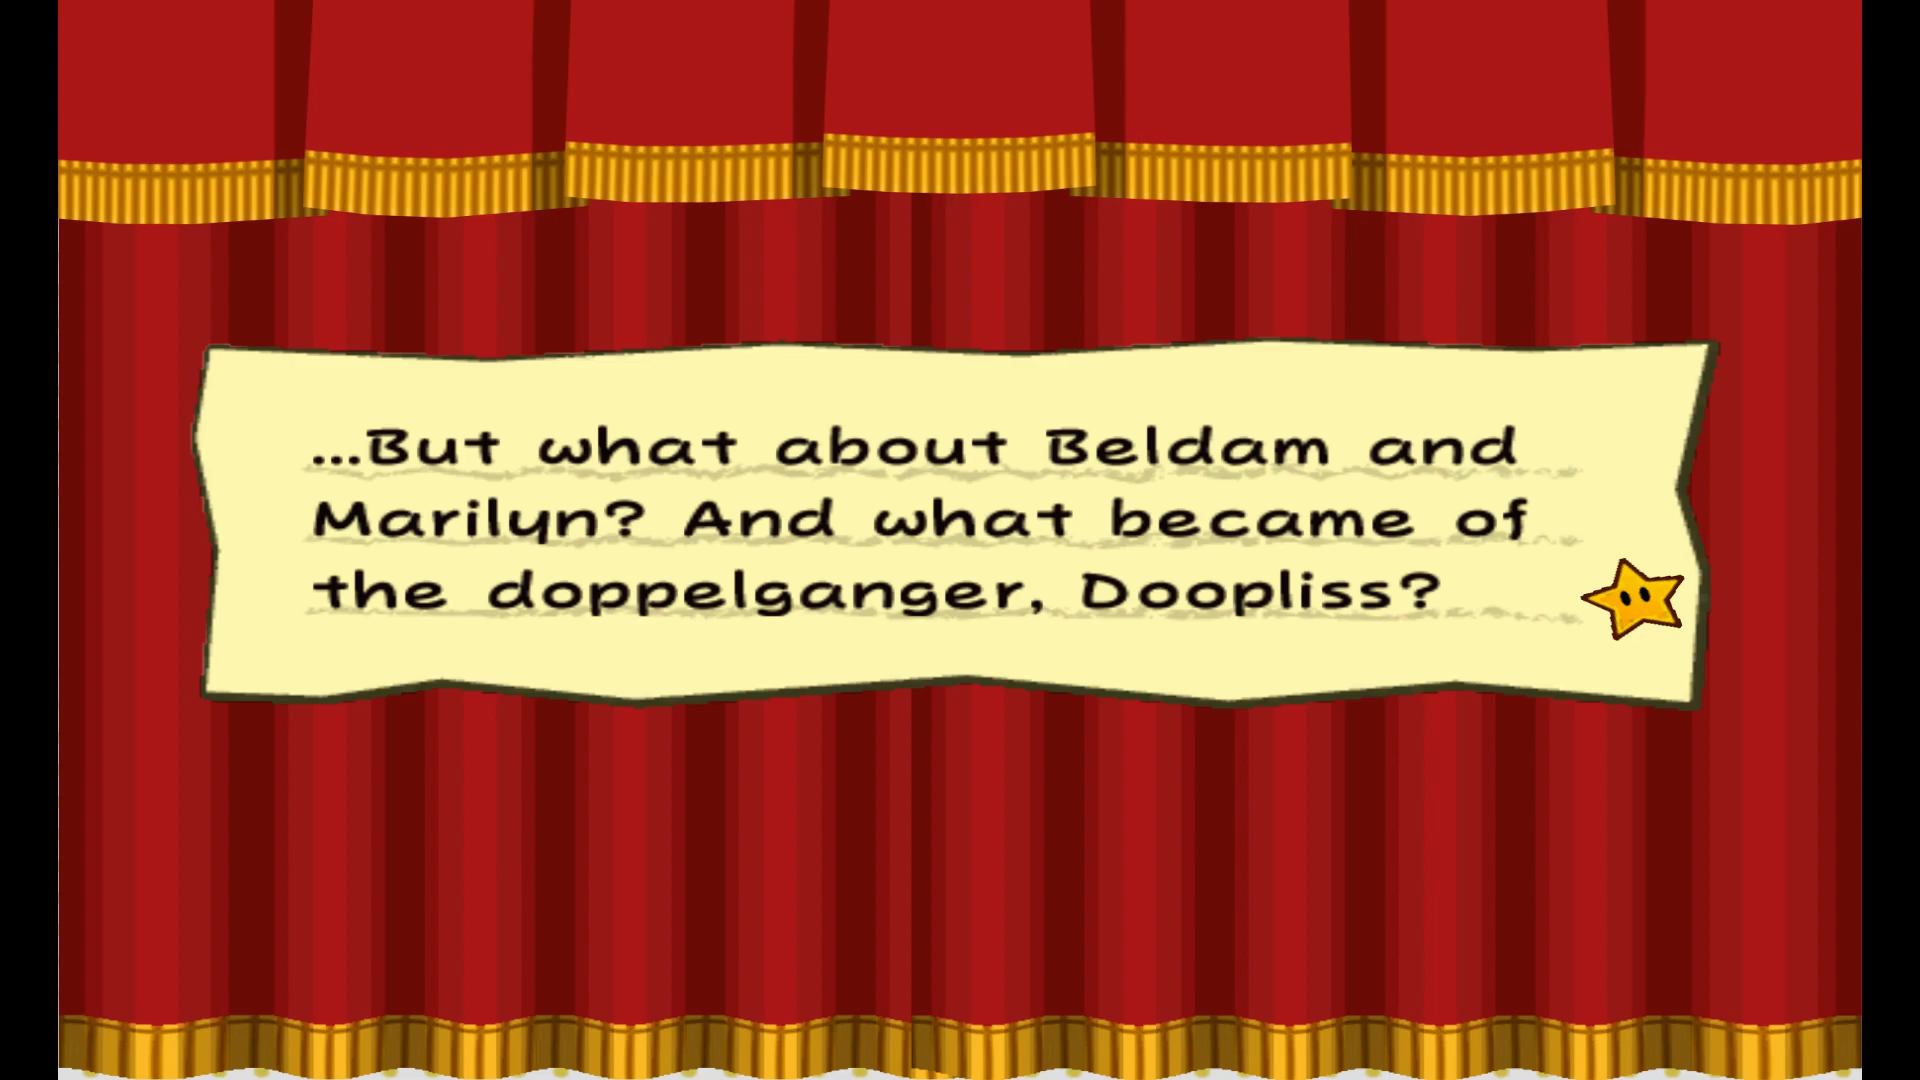 ...But what about Beldam and
Marilyn? And what became of
the doppelganger, Doopliss?